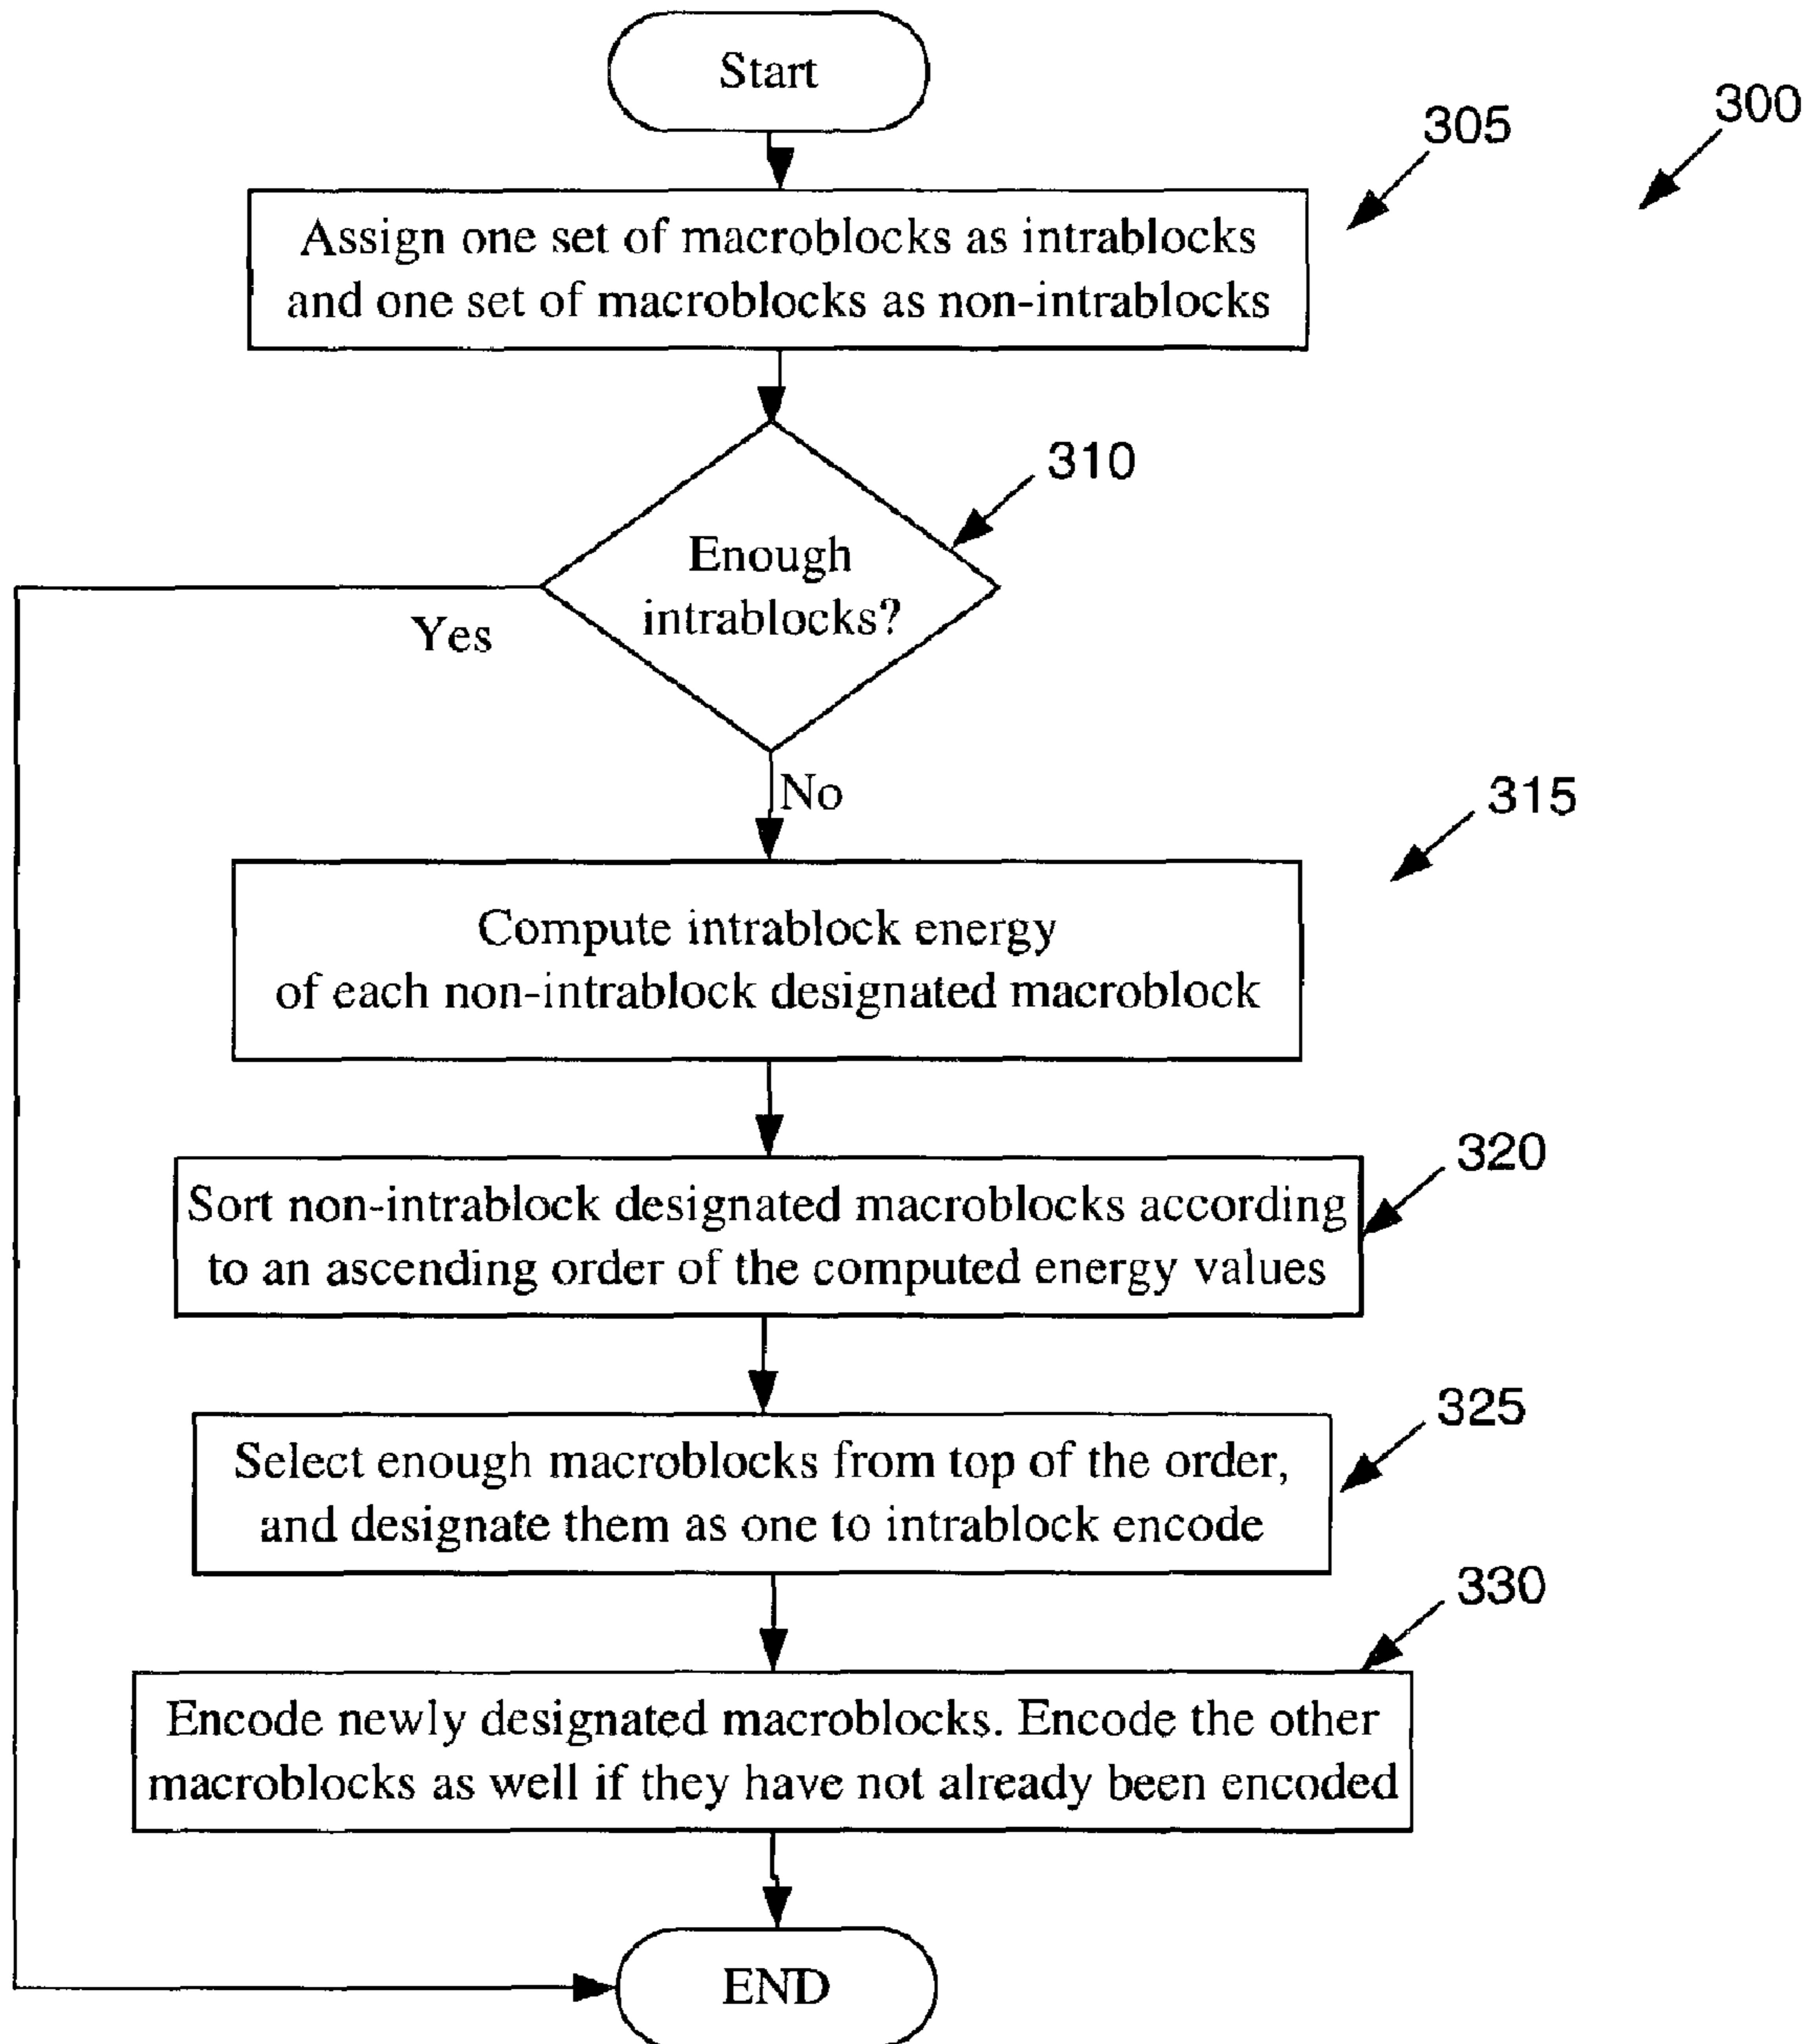 Start
300
305
Assign one set of macroblocks as intrablocks
and one set of macroblocks as non-intrablocks
310
Enough
intrablocks?
Yes
No
315
Compute intrablock energy
of each non-intrablock designated macroblock
320
Sort non-intrablock designated macroblocks according
to an ascending order of the computed energy values
325
Select enough macroblocks from top of the order,
and designate them as one to intrablock encode
330
Encode newly designated macroblocks. Encode the other
macroblocks as well if they have not already been encoded
END